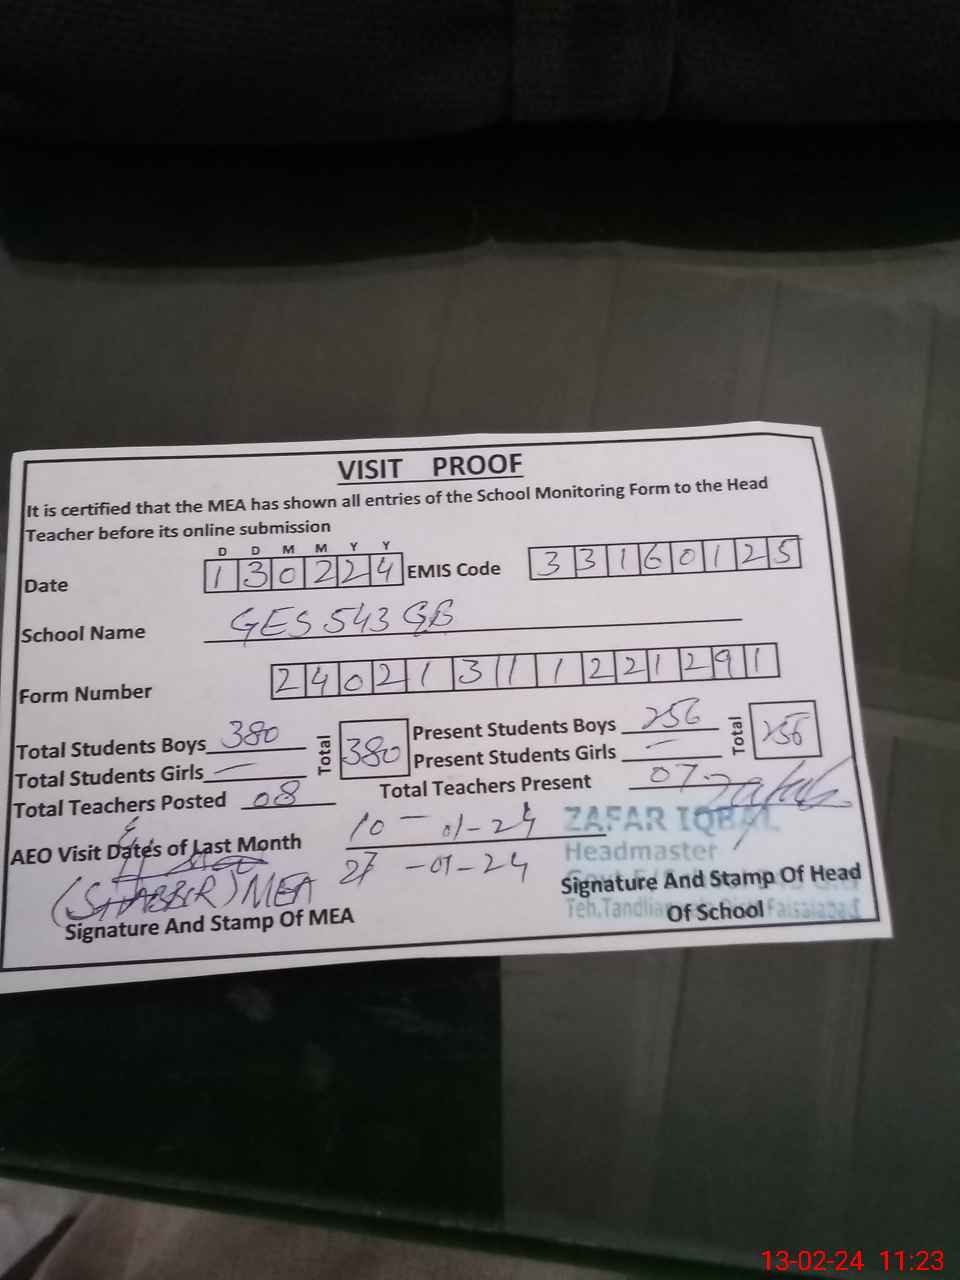 VISIT PROOF
It is certified that the MEA has shown all entries of the School Monitoring Form to the Head
Teacher before its online submission
D D M M Y Y
Date 1 3 0 2 2 4 EMIS Code 3 3 1 6 0 1 2 5
School Name GES 543 GB
Form Number 2 4 0 2 1 3 1 1 1 2 2 1 2 9 1
Total Students Boys 380 Total 380 Present Students Boys 256 Total 256
Total Students Girls — Present Students Girls —
Total Teachers Posted 08 Total Teachers Present 07
AEO Visit Dates of Last Month 10 - 01 - 24
27 - 01 - 24
ZAFAR IQBAL
Headmaster
(SHABBIR) MEA
Signature And Stamp Of MEA
Signature And Stamp Of Head
Of School
Faisalabad
13-02-24 11:23